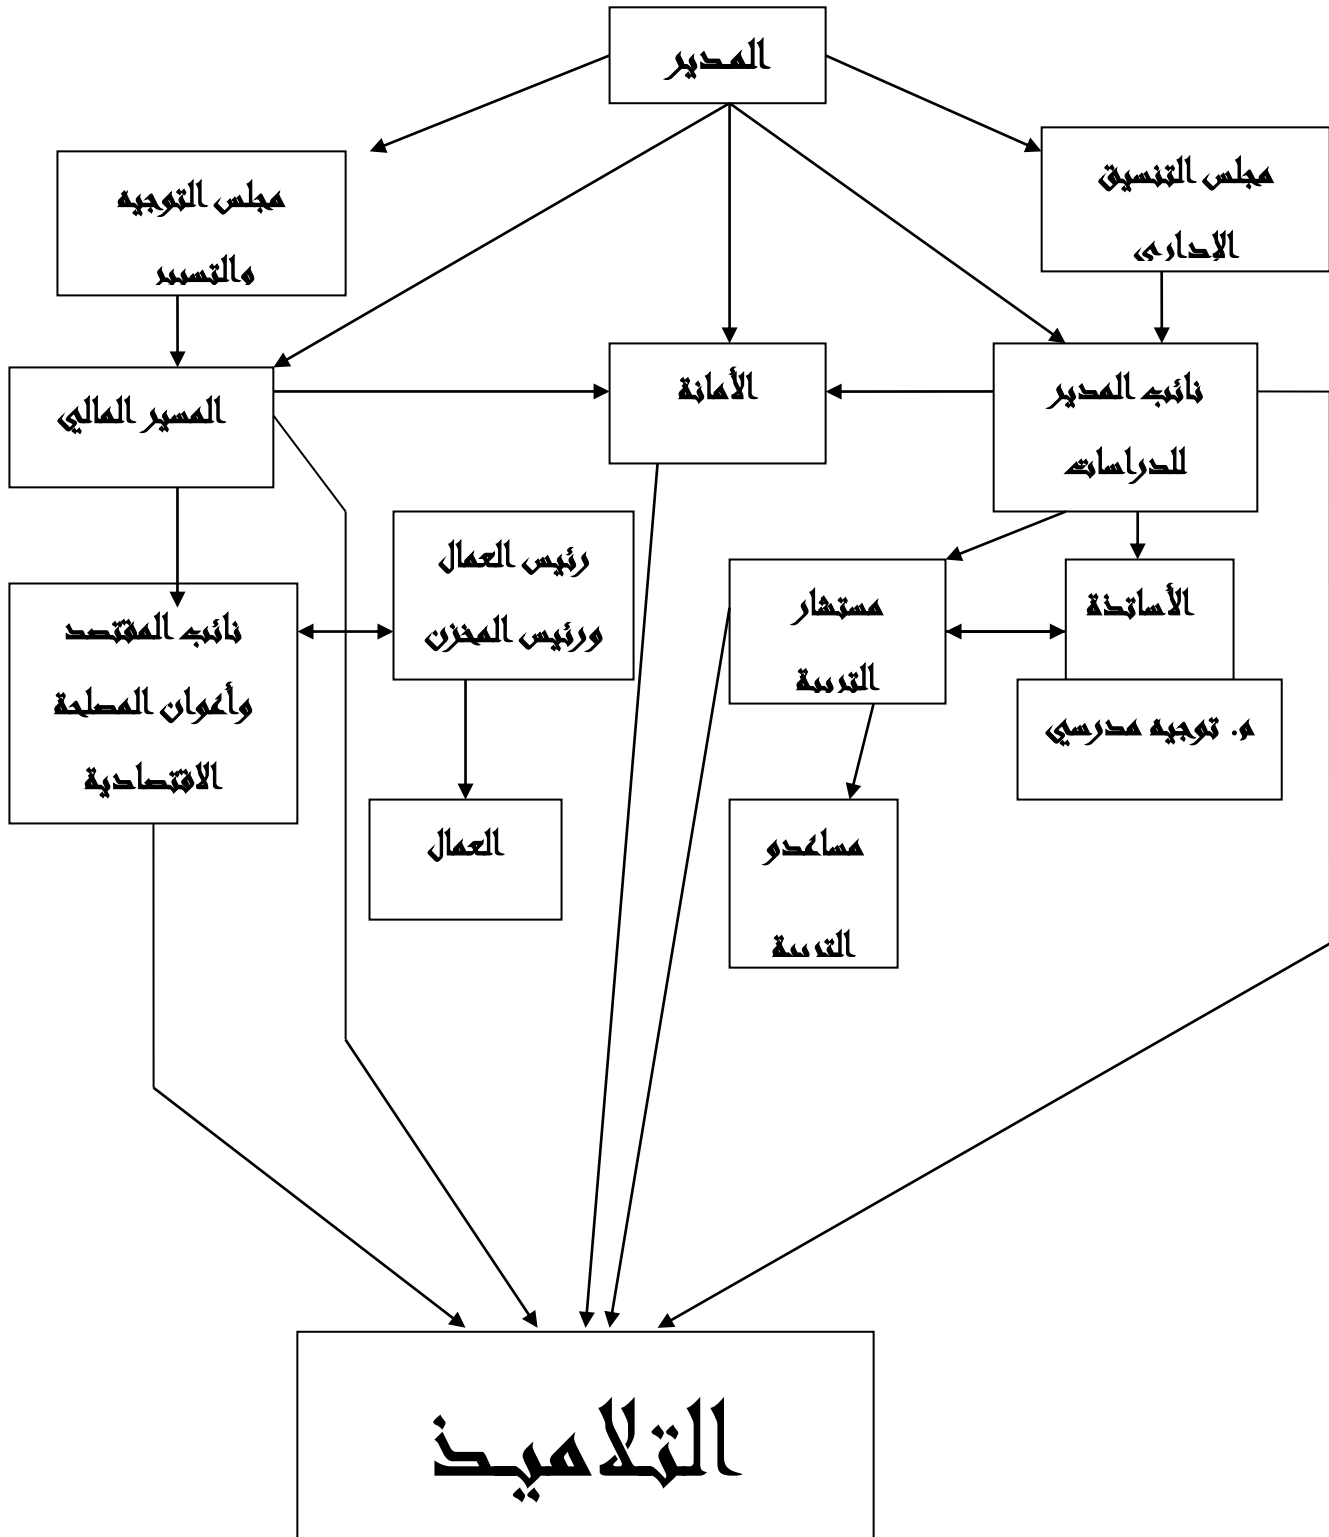 المدير
مجلس التنسيق
الإدارى
مجلس التوجيه
والتسيير
نائب المدير
للدراسات
الأمانة
المسير المالي
رئيس العمال
ورئيس المخزن
مستشار
التربية
الأساتذة
نائب المقتصد
وأعوان المصلحة
الاقتصادية
م. توجيه مدرسي
العمال
مساعدو
التربية
التلاميذ